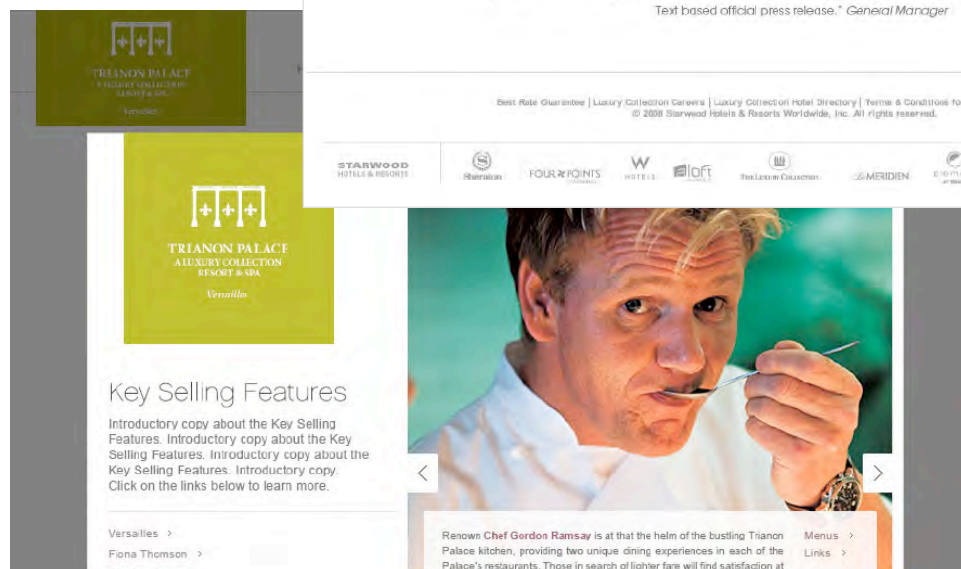 Text based official press release." General Manager
TRIANON PALACE
A LUXURY COLLECTION
RESORT & SPA
Versailles
Best Rate Guarantee | Luxury Collection Careers | Luxury Collection Hotel Directory | Terms & Conditions fo
© 2008 Starwood Hotels & Resorts Worldwide, Inc. All rights reserved.
STARWOOD
HOTELS & RESORTS
Sheraton
FOUR POINTS
W
HOTELS
aloft
THE LUXURY COLLECTION
LE MERIDIEN
TRIANON PALACE
A LUXURY COLLECTION
RESORT & SPA
Versailles
Key Selling Features
Introductory copy about the Key Selling
Features. Introductory copy about the Key
Selling Features. Introductory copy about the
Key Selling Features. Introductory copy.
Click on the links below to learn more.
Versailles >
Fiona Thomson >
Renown Chef Gordon Ramsay is at that the helm of the bustling Trianon
Palace kitchen, providing two unique dining experiences in each of the
Palace's restaurants. Those in search of lighter fare will find satisfaction at
Menus >
Links >